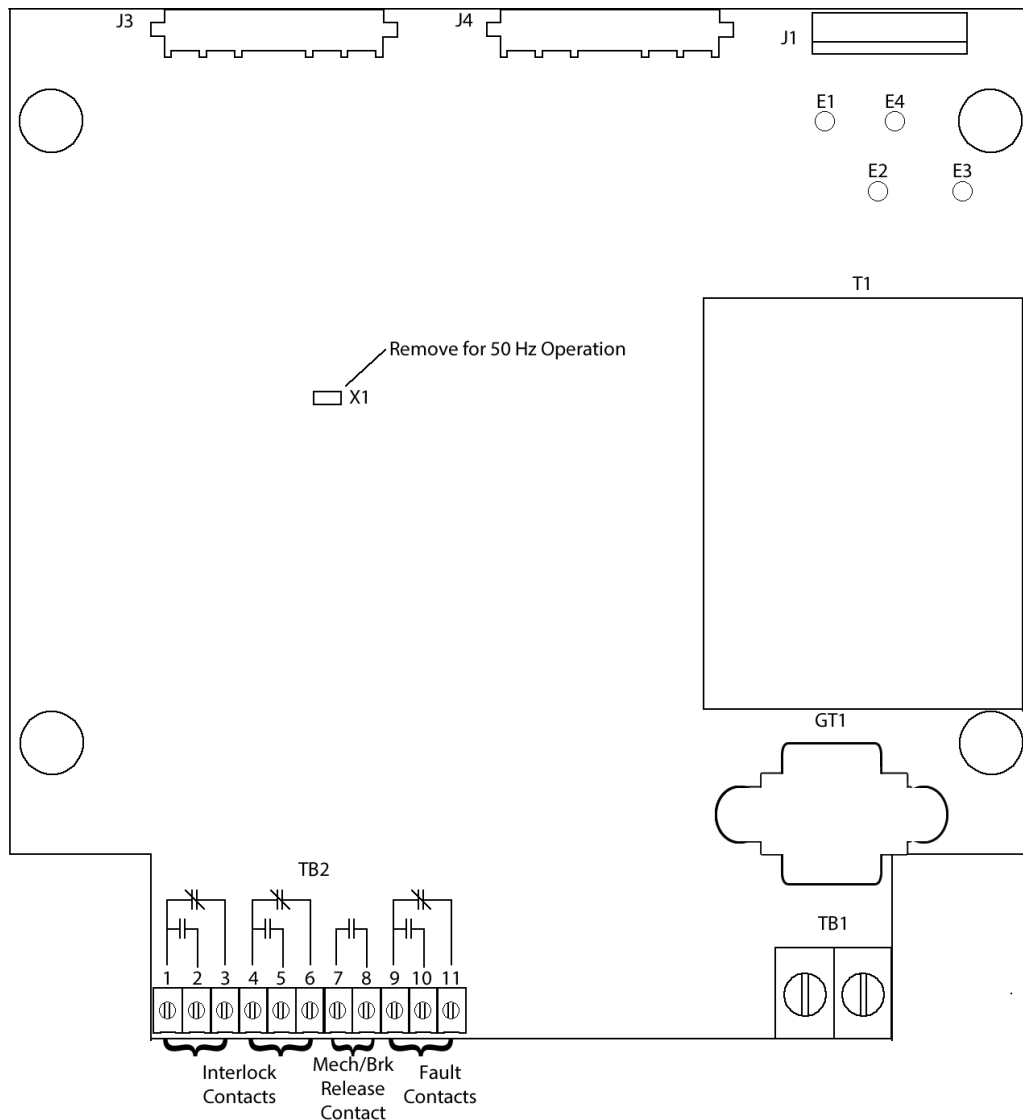 J3
J4
J1
E1 E4
E2 E3
T1
Remove for 50 Hz Operation
X1
GT1
TB2
TB1
1 2 3 4 5 6 7 8 9 10 11
Interlock
Contacts
Mech/Brk
Release
Contact
Fault
Contacts